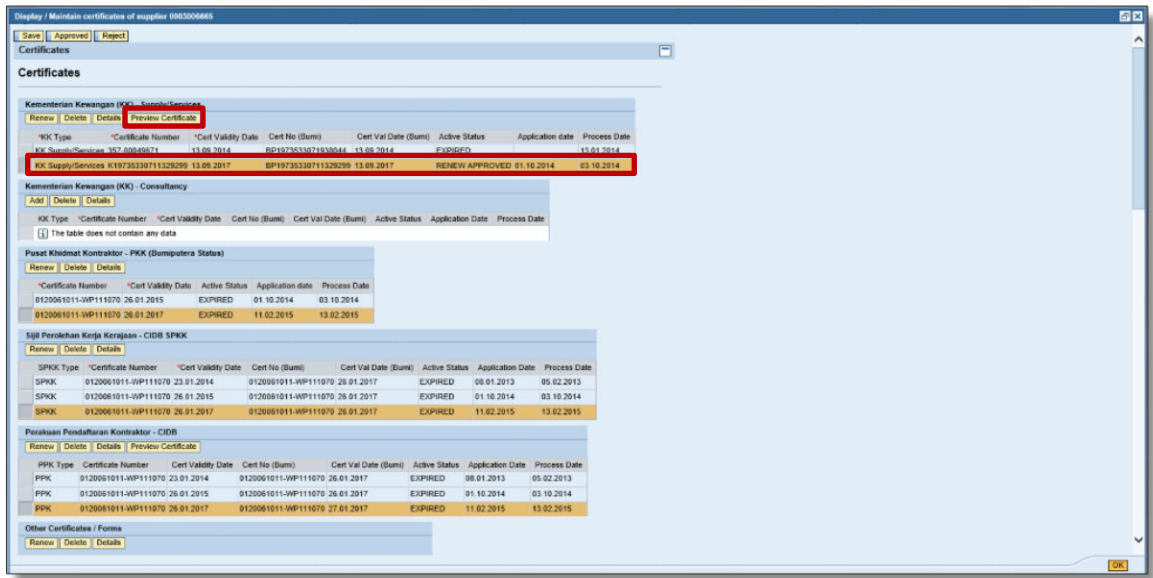 Display / Maintain certificates of supplier 0003006665
Save Approved Reject
Certificates
Certificates
Kementerian Kewangan (KK) - Supply/Services
Renew Delete Details Preview Certificate
*KK Type *Certificate Number *Cert Validity Date Cert No (Bumi) Cert Val Date (Bumi) Active Status Application date Process Date
KK Supply/Services 357-00049671 13.09.2014 BP1973533071938044 13.09.2014 EXPIRED 13.01.2014
KK Supply/Services K19735330711329299 13.09.2017 BP19735330711329299 13.09.2017 RENEW APPROVED 01.10.2014 03.10.2014
Kementerian Kewangan (KK) - Consultancy
Add Delete Details
KK Type *Certificate Number *Cert Validity Date Cert No (Bumi) Cert Val Date (Bumi) Active Status Application Date Process Date
The table does not contain any data
Pusat Khidmat Kontraktor - PKK (Bumiputera Status)
Renew Delete Details
*Certificate Number *Cert Validity Date Active Status Application date Process Date
0120061011-WP111070 26.01.2015 EXPIRED 01.10.2014 03.10.2014
0120061011-WP111070 26.01.2017 EXPIRED 11.02.2015 13.02.2015
Sijil Perolehan Kerja Kerajaan - CIDB SPKK
Renew Delete Details
SPKK Type *Certificate Number *Cert Validity Date Cert No (Bumi) Cert Val Date (Bumi) Active Status Application Date Process Date
SPKK 0120061011-WP111070 23.01.2014 0120061011-WP111070 26.01.2017 EXPIRED 08.01.2013 05.02.2013
SPKK 0120061011-WP111070 26.01.2015 0120061011-WP111070 26.01.2017 EXPIRED 01.10.2014 03.10.2014
SPKK 0120061011-WP111070 26.01.2017 0120061011-WP111070 26.01.2017 EXPIRED 11.02.2015 13.02.2015
Perakuan Pendaftaran Kontraktor - CIDB
Renew Delete Details Preview Certificate
PPK Type Certificate Number Cert Validity Date Cert No (Bumi) Cert Val Date (Bumi) Active Status Application Date Process Date
PPK 0120061011-WP111070 23.01.2014 0120061011-WP111070 26.01.2017 EXPIRED 08.01.2013 05.02.2013
PPK 0120061011-WP111070 26.01.2015 0120061011-WP111070 26.01.2017 EXPIRED 01.10.2014 03.10.2014
PPK 0120061011-WP111070 26.01.2017 0120061011-WP111070 27.01.2017 EXPIRED 11.02.2015 13.02.2015
Other Certificates / Forms
Renew Delete Details
OK